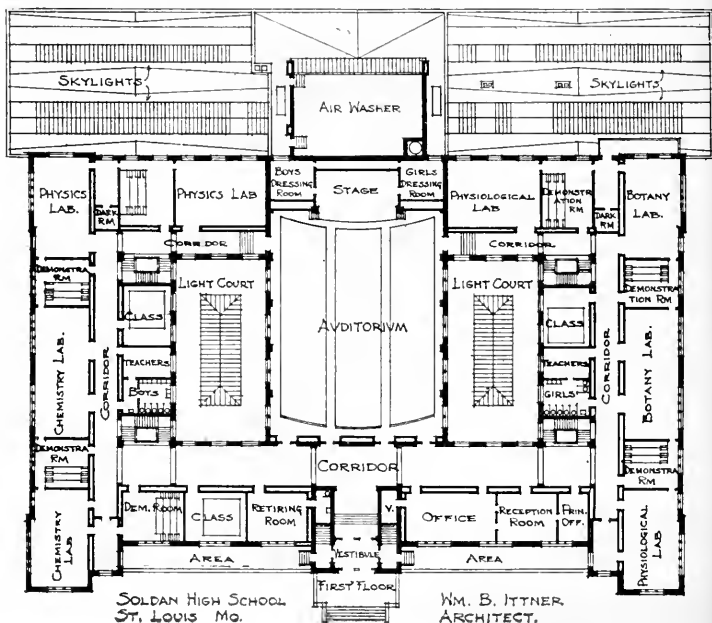 SKYLIGHTS
AIR WASHER
SKYLIGHTS
PHYSICS
LAB.
DARK
RM
PHYSICS LAB
BOYS
DRESSING
ROOM
STAGE
GIRLS
DRESSING
ROOM
PHYSIOLOGICAL
LAB
DEMONSTR
ATION RM
DARK
RM
BOTANY
LAB.
CORRIDOR
CORRIDOR
DEMONSTRA
RM
LIGHT COURT
AUDITORIUM
LIGHT COURT
DEMONSTRA
TION RM
CLASS
CLASS
CHEMISTRY LAB.
CORRIDOR
TEACHERS
BOYS
TEACHERS
GIRLS
CORRIDOR
BOTANY LAB.
DEMONSTRA
RM
CORRIDOR
DEMONSTRA
RM
CHEMISTRY
LAB
DEM. ROOM
CLASS
RETIRING
ROOM
V.
OFFICE
RECEPTION
ROOM
PRIN.
OFF.
PHYSIOLOGICAL
LAB
AREA
VESTIBULE
AREA
FIRST FLOOR
SOLDAN HIGH SCHOOL
ST. LOUIS MO.
WM. B. ITTNER
ARCHITECT.